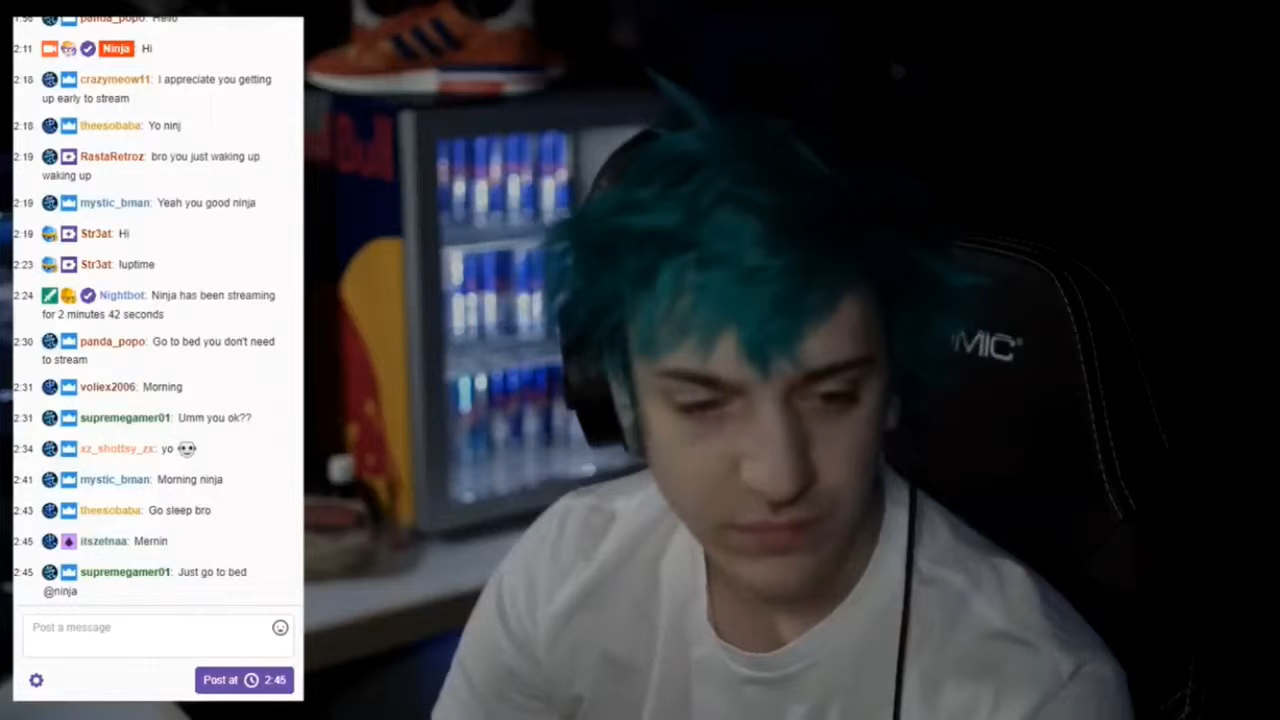 1:56 panda_popo: Hello
2:11 Ninja Hi
2:18 crazymeow11: I appreciate you getting
up early to stream
2:18 theesobaba: Yo ninj
2:19 RastaRetroz: bro you just waking up
waking up
2:19 mystic_bman: Yeah you good ninja
2:19 Str3at: Hi
2:23 Str3at: !uptime
2:24 Nightbot: Ninja has been streaming
for 2 minutes 42 seconds
2:30 panda_popo: Go to bed you don't need
to stream
2:31 voliex2006: Morning
2:31 supremegamer01: Umm you ok??
2:34 xz_shottsy_zx: yo
2:41 mystic_bman: Morning ninja
2:43 theesobaba: Go sleep bro
2:45 itszetnaa: Mernin
2:45 supremegamer01: Just go to bed
@ninja
Post a message
Post at 2:45
Bull
MIC